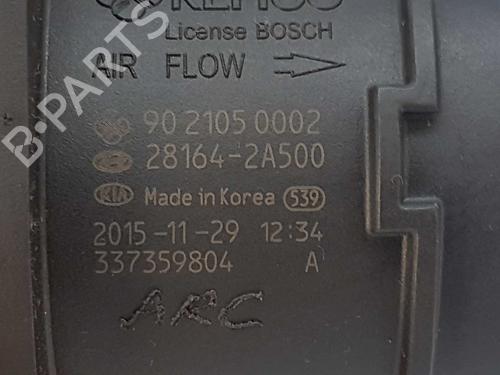 KEFICO
License BOSCH
AIR FLOW
90 2105 0002
28164-2A500
KIA Made in Korea 539
2015-11-29 12:34
337359804 A
ARC
B-PARTS